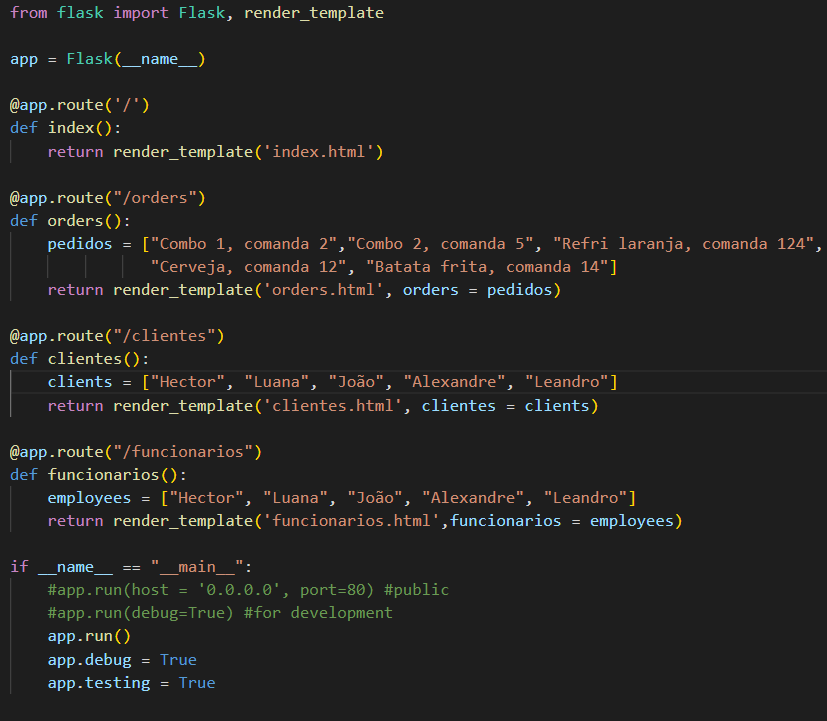 from flask import Flask, render_template
app = Flask(__name__)
@app.route('/')
def index():
return render_template('index.html')
@app.route("/orders")
def orders():
pedidos = ["Combo 1, comanda 2","Combo 2, comanda 5", "Refri laranja, comanda 124",
"Cerveja, comanda 12", "Batata frita, comanda 14"]
return render_template('orders.html', orders = pedidos)
@app.route("/clientes")
def clientes():
clients = ["Hector", "Luana", "João", "Alexandre", "Leandro"]
return render_template('clientes.html', clientes = clients)
@app.route("/funcionarios")
def funcionarios():
employees = ["Hector", "Luana", "João", "Alexandre", "Leandro"]
return render_template('funcionarios.html',funcionarios = employees)
if __name__ == "__main__":
#app.run(host = '0.0.0.0', port=80) #public
#app.run(debug=True) #for development
app.run()
app.debug = True
app.testing = True